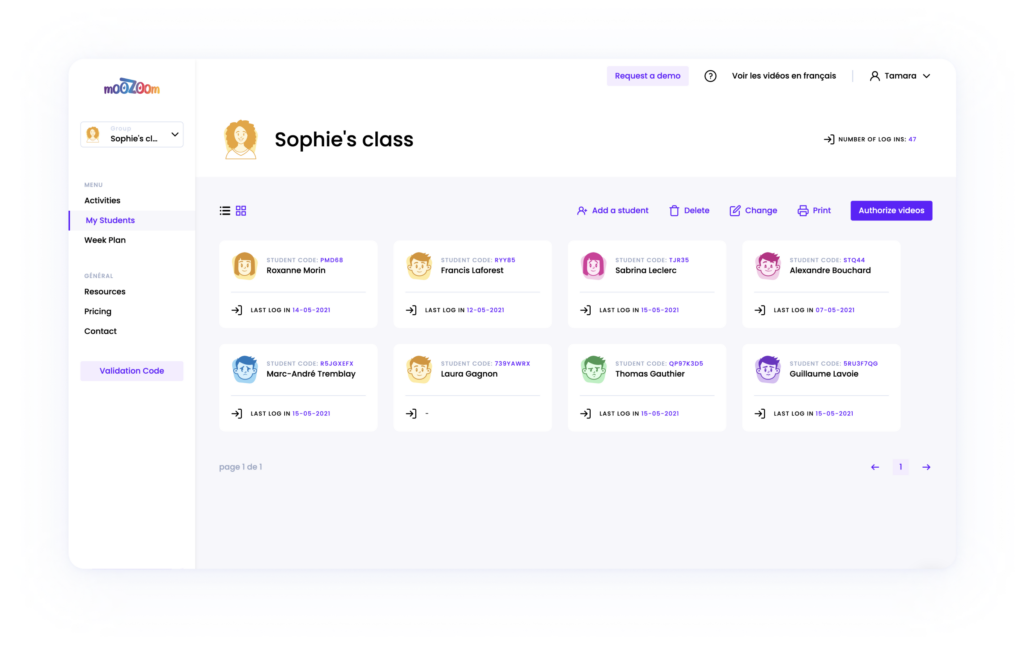 mooZoom
Request a demo
Voir les vidéos en français
Tamara
Group
Sophie's cl...
Sophie's class
NUMBER OF LOG INS: 47
MENU
Activities
My Students
Week Plan
GÉNÉRAL
Resources
Pricing
Contact
Validation Code
Add a student
Delete
Change
Print
Authorize videos
STUDENT CODE: PMD68
Roxanne Morin
LAST LOG IN 14-05-2021
STUDENT CODE: RYY85
Francis Laforest
LAST LOG IN 12-05-2021
STUDENT CODE: TJR35
Sabrina Leclerc
LAST LOG IN 15-05-2021
STUDENT CODE: STQ44
Alexandre Bouchard
LAST LOG IN 07-05-2021
STUDENT CODE: R5JGXEFX
Marc-André Tremblay
LAST LOG IN 15-05-2021
STUDENT CODE: 739YAWRX
Laura Gagnon
-
STUDENT CODE: QP97K3D5
Thomas Gauthier
LAST LOG IN 15-05-2021
STUDENT CODE: 5RU3F7QG
Guillaume Lavoie
LAST LOG IN 15-05-2021
page 1 de 1
1